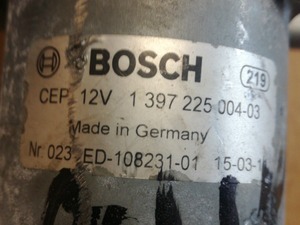 BOSCH 219
CEP 12V 1 397 225 004-03
Made in Germany
Nr. 023 ED-108231-01 15-03-1